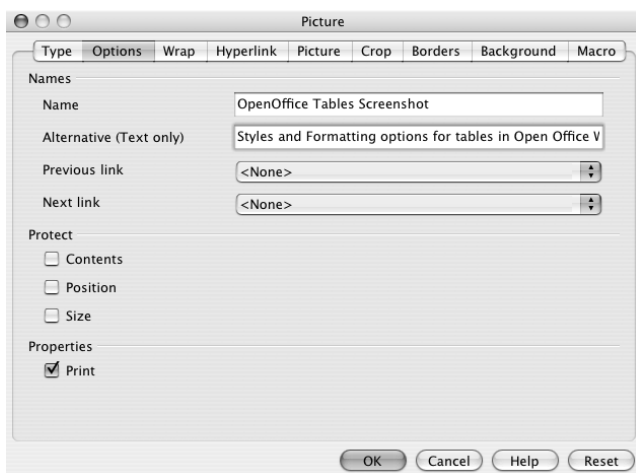 Picture
Type Options Wrap Hyperlink Picture Crop Borders Background Macro
Names
Name OpenOffice Tables Screenshot
Alternative (Text only) Styles and Formatting options for tables in Open Office W
Previous link <None>
Next link <None>
Protect
Contents
Position
Size
Properties
Print
OK Cancel Help Reset